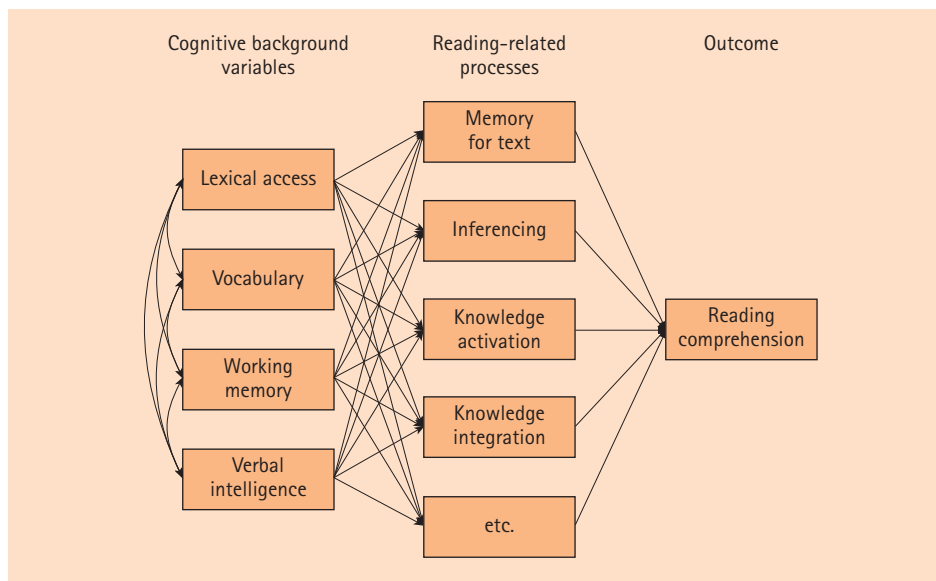 Cognitive background
variables
Reading-related
processes
Outcome
Lexical access
Vocabulary
Working
memory
Verbal
intelligence
Memory
for text
Inferencing
Knowledge
activation
Knowledge
integration
etc.
Reading
comprehension